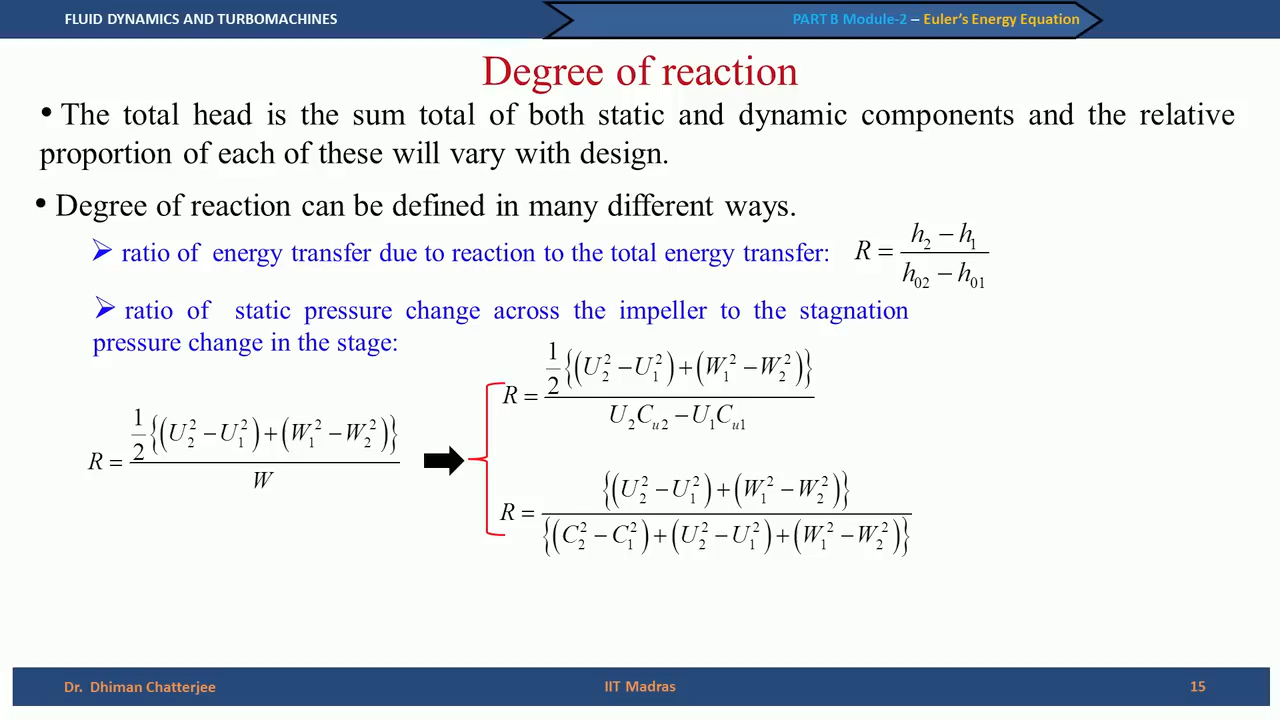 FLUID DYNAMICS AND TURBOMACHINES
PART B Module-2 – Euler's Energy Equation
Degree of reaction
• The total head is the sum total of both static and dynamic components and the relative
proportion of each of these will vary with design.
• Degree of reaction can be defined in many different ways.
➢ ratio of energy transfer due to reaction to the total energy transfer: R = (h₂ − h₁) / (h₀₂ − h₀₁)
➢ ratio of static pressure change across the impeller to the stagnation
pressure change in the stage:
R = 1/2 {(U₂² − U₁²) + (W₁² − W₂²)} / W
R = 1/2 {(U₂² − U₁²) + (W₁² − W₂²)} / (U₂Cᵤ₂ − U₁Cᵤ₁)
R = {(U₂² − U₁²) + (W₁² − W₂²)} / {(C₂² − C₁²) + (U₂² − U₁²) + (W₁² − W₂²)}
Dr. Dhiman Chatterjee
IIT Madras
15